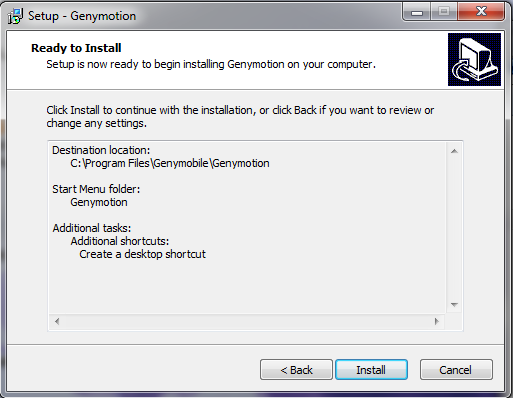 Setup - Genymotion
Ready to Install
Setup is now ready to begin installing Genymotion on your computer.
Click Install to continue with the installation, or click Back if you want to review or
change any settings.
Destination location:
C:\Program Files\Genymobile\Genymotion
Start Menu folder:
Genymotion
Additional tasks:
Additional shortcuts:
Create a desktop shortcut
< Back
Install
Cancel